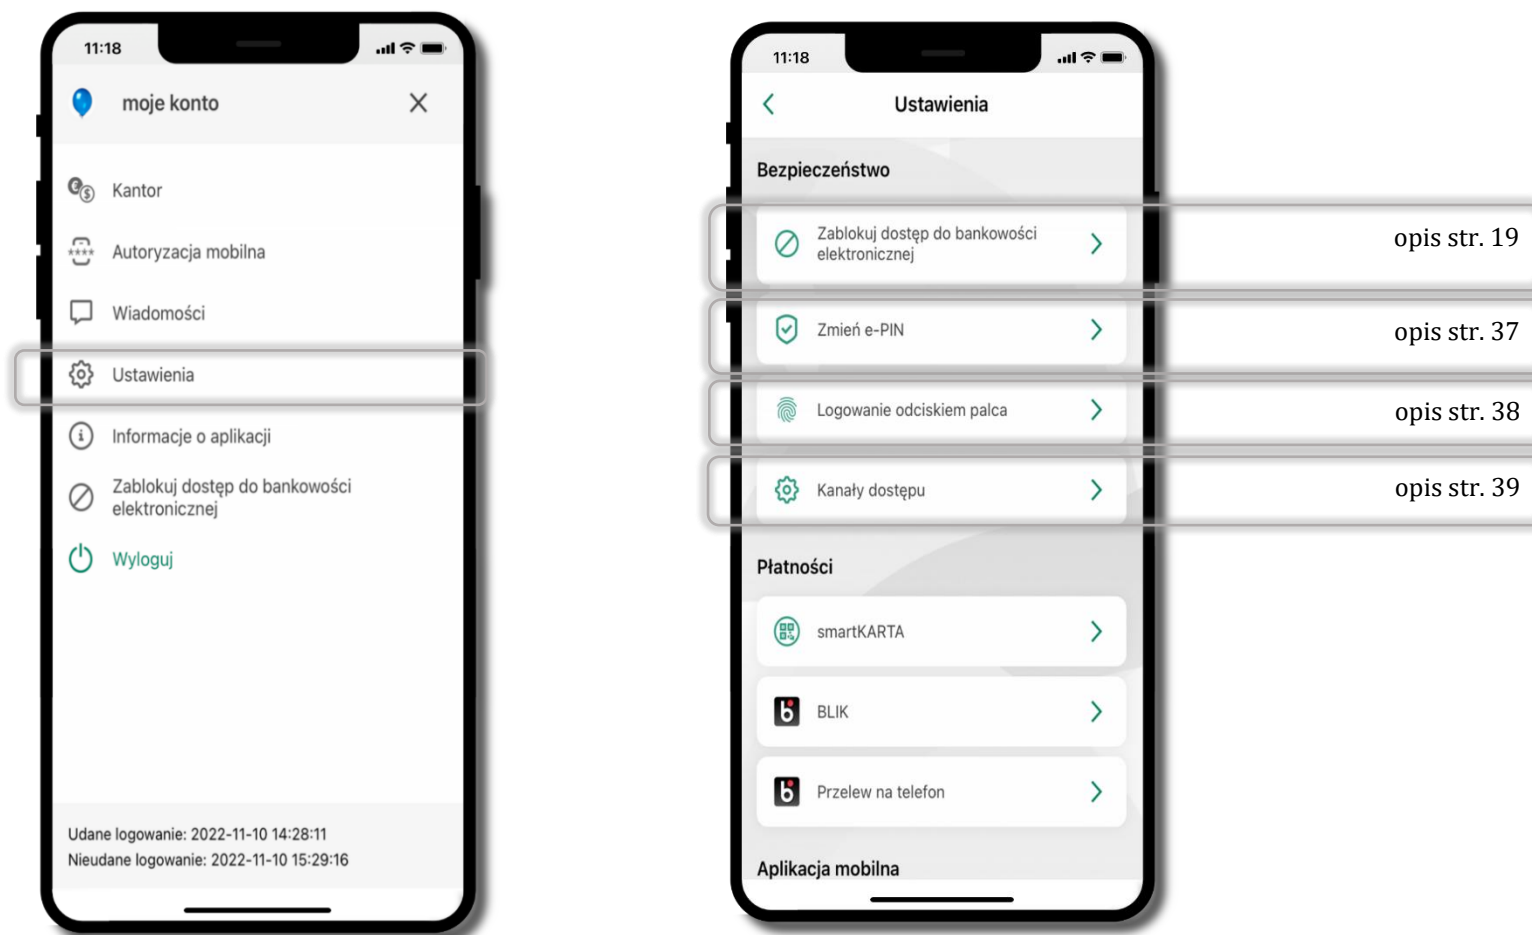 11:18
moje konto
Kantor
Autoryzacja mobilna
Wiadomości
Ustawienia
Informacje o aplikacji
Zablokuj dostęp do bankowości
elektronicznej
Wyloguj
Udane logowanie: 2022-11-10 14:28:11
Nieudane logowanie: 2022-11-10 15:29:16
11:18
Ustawienia
Bezpieczeństwo
Zablokuj dostęp do bankowości
elektronicznej
opis str. 19
Zmień e-PIN
opis str. 37
Logowanie odciskiem palca
opis str. 38
Kanały dostępu
opis str. 39
Płatności
smartKARTA
BLIK
Przelew na telefon
Aplikacja mobilna